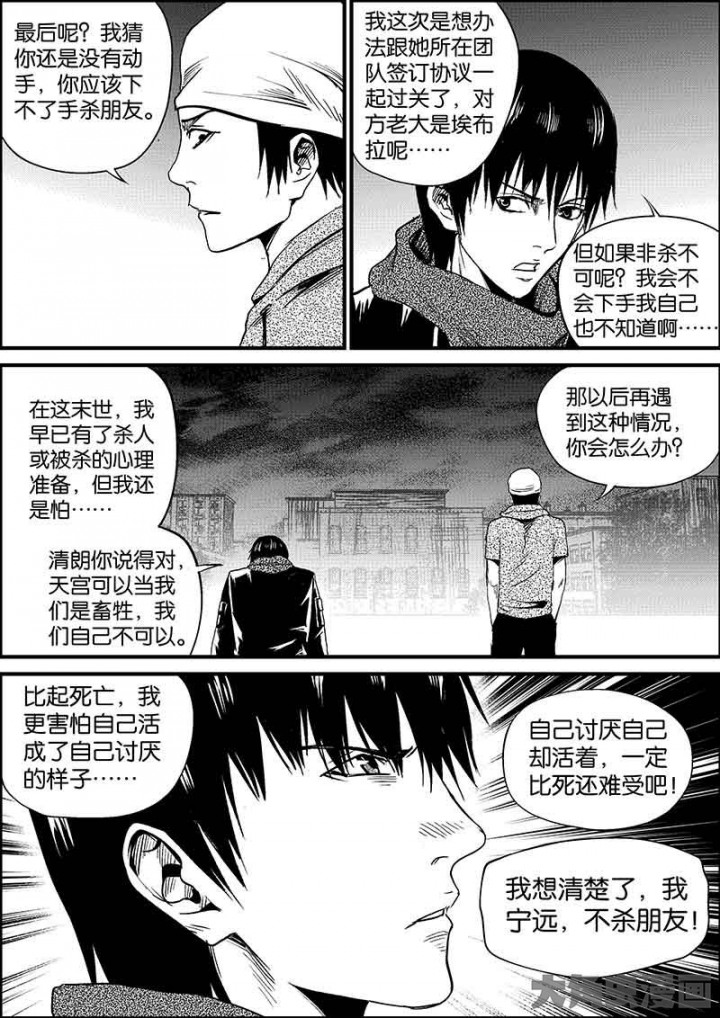 最后呢？我猜
你还是没有动
手，你应该下
不了手杀朋友。
我这次是想办
法跟她所在团
队签订协议一
起过关了，对
方老大是埃布
拉呢……
但如果非杀不
可呢？我会不
会下手我自己
也不知道啊……
那以后再遇
到这种情况，
你会怎么办？
在这末世，我
早已有了杀人
或被杀的心理
准备，但我还
是怕……
清朗你说得对，
天宫可以当我
们是畜牲，我
们自己不可以。
比起死亡，我
更害怕自己活
成了自己讨厌
的样子……
自己讨厌自己
却活着，一定
比死还难受吧！
我想清楚了，我
宁远，不杀朋友！